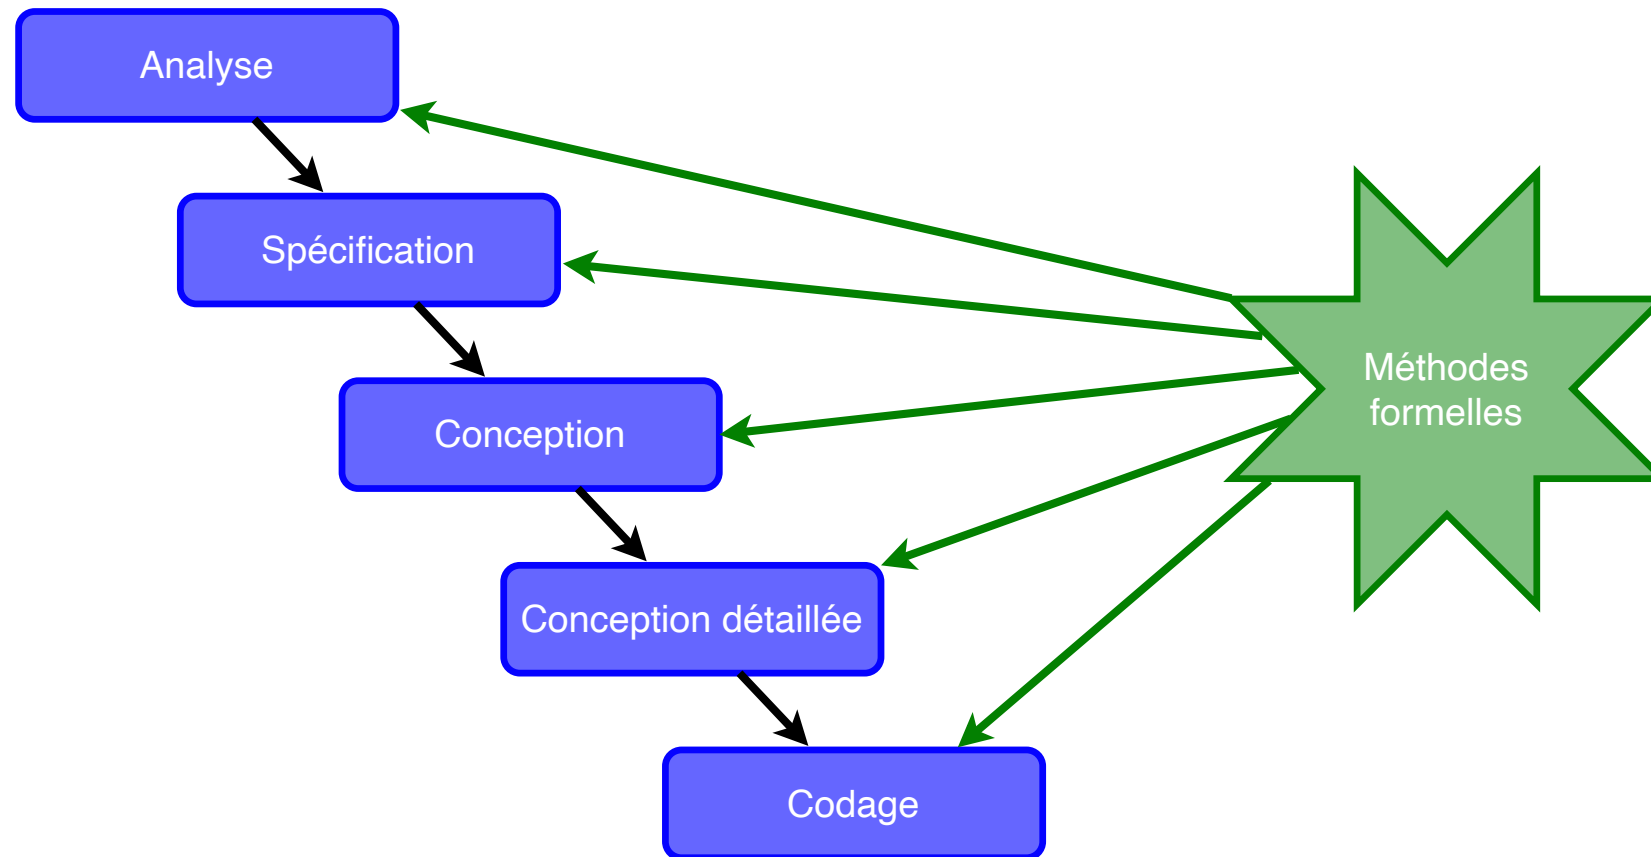 Analyse
Spécification
Conception
Conception détaillée
Codage
Méthodes
formelles